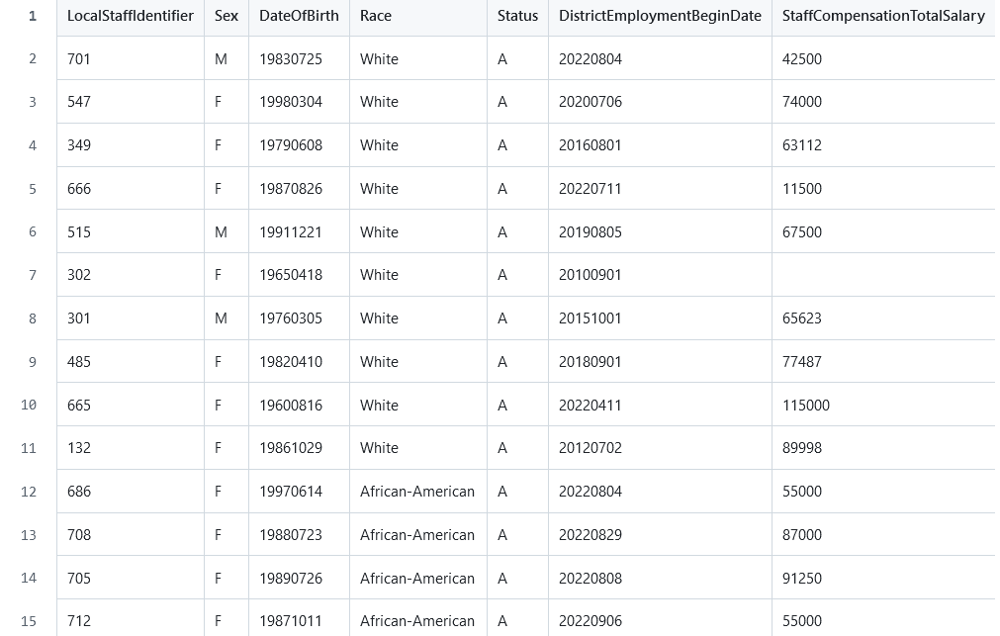 1 LocalStaffIdentifier Sex DateOfBirth Race Status DistrictEmploymentBeginDate StaffCompensationTotalSalary
2 701 M 19830725 White A 20220804 42500
3 547 F 19980304 White A 20200706 74000
4 349 F 19790608 White A 20160801 63112
5 666 F 19870826 White A 20220711 11500
6 515 M 19911221 White A 20190805 67500
7 302 F 19650418 White A 20100901
8 301 M 19760305 White A 20151001 65623
9 485 F 19820410 White A 20180901 77487
10 665 F 19600816 White A 20220411 115000
11 132 F 19861029 White A 20120702 89998
12 686 F 19970614 African-American A 20220804 55000
13 708 F 19880723 African-American A 20220829 87000
14 705 F 19890726 African-American A 20220808 91250
15 712 F 19871011 African-American A 20220906 55000